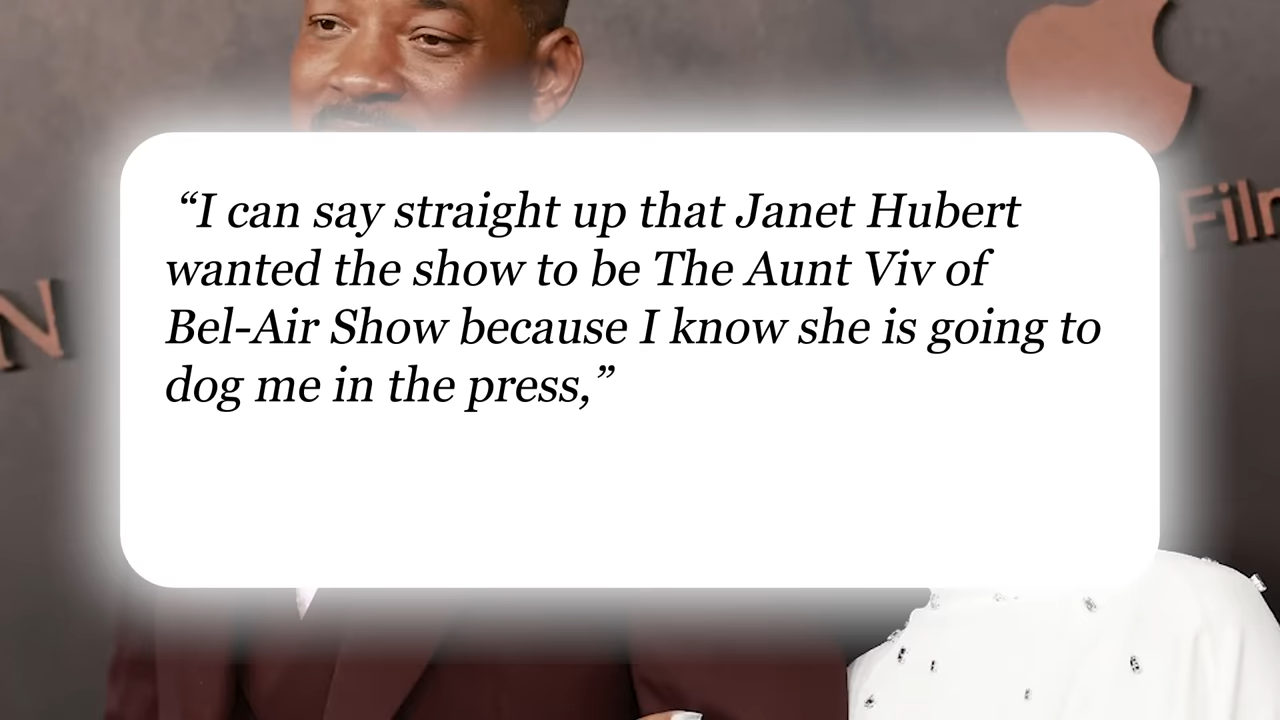 “I can say straight up that Janet Hubert
wanted the show to be The Aunt Viv of
Bel-Air Show because I know she is going to
dog me in the press,”
N
Film